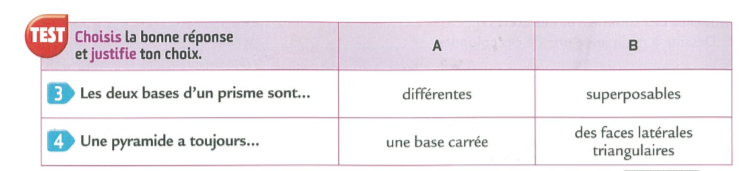 TEST Choisis la bonne réponse
et justifie ton choix.
A
B
3 Les deux bases d'un prisme sont...
différentes
superposables
4 Une pyramide a toujours...
une base carrée
des faces latérales
triangulaires